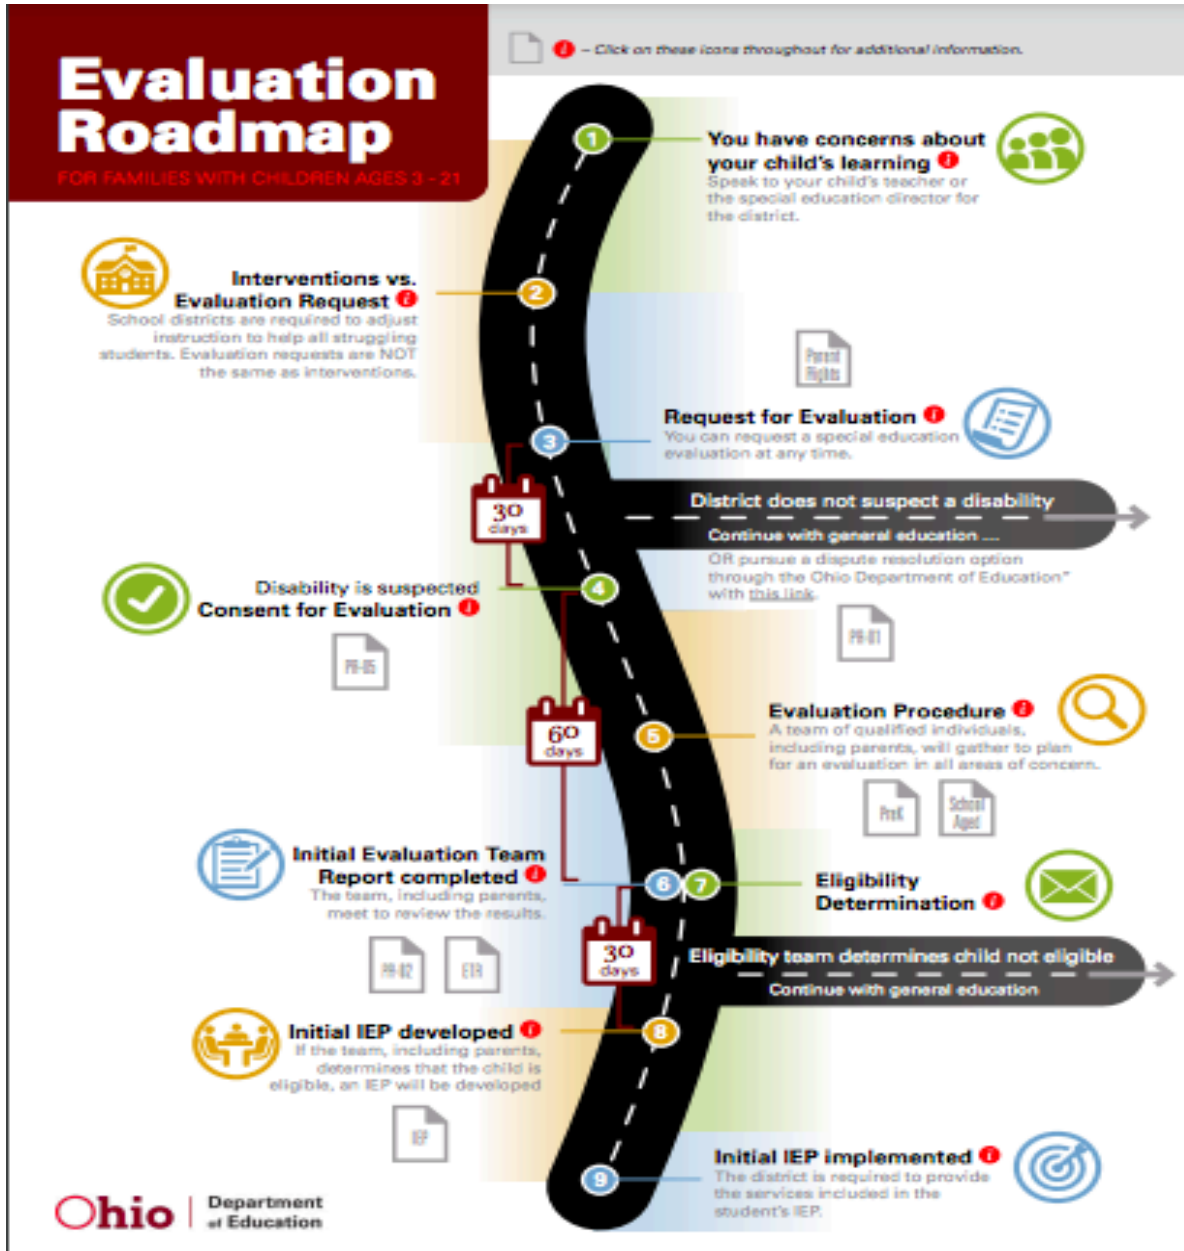 Evaluation
Roadmap
FOR FAMILIES WITH CHILDREN AGES 3 - 21
i – Click on these icons throughout for additional information.
1
You have concerns about
your child's learning i
Speak to your child's teacher or
the special education director for
the district.
Interventions vs.
Evaluation Request i
School districts are required to adjust
instruction to help all struggling
students. Evaluation requests are NOT
the same as interventions.
2
Parent
Rights
3
Request for Evaluation i
You can request a special education
evaluation at any time.
30
days
District does not suspect a disability
Continue with general education ....
OR pursue a dispute resolution option
through the Ohio Department of Education*
with this link.
PR-01
Disability is suspected
Consent for Evaluation i
4
PR-05
60
days
5
Evaluation Procedure i
A team of qualified individuals,
including parents, will gather to plan
for an evaluation in all areas of concern.
PreK
School
Aged
Initial Evaluation Team
Report completed i
The team, including parents,
meet to review the results.
6
PR-02
ETR
7
Eligibility
Determination i
30
days
Eligibility team determines child not eligible
Continue with general education
Initial IEP developed i
If the team, including parents,
determines that the child is
eligible, an IEP will be developed
8
IEP
9
Initial IEP implemented i
The district is required to provide
the services included in the
student's IEP.
Ohio
Department
of Education